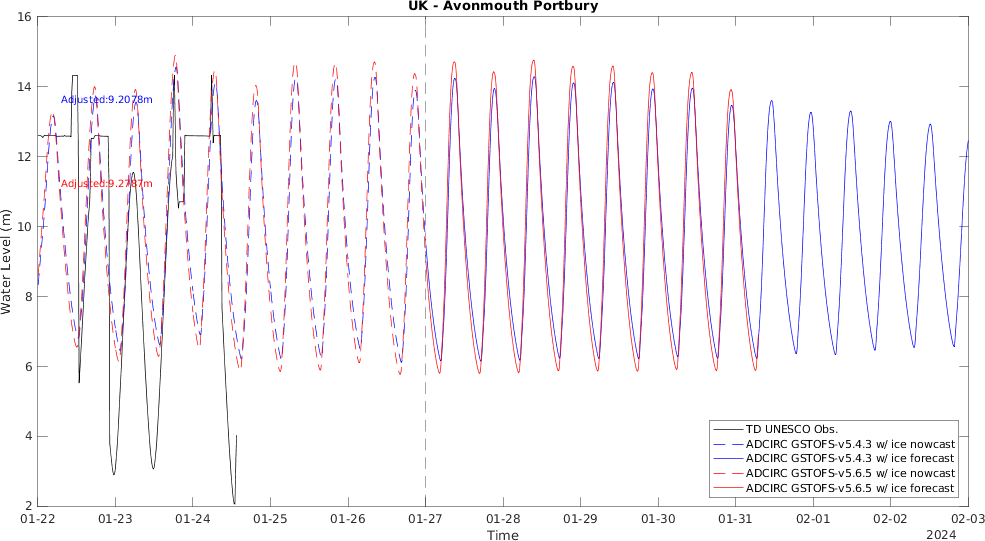 UK - Avonmouth Portbury
16
14
12
10
8
6
4
2
Water Level (m)
Adjusted:9.2078m
Adjusted:9.2787m
TD UNESCO Obs.
ADCIRC GSTOFS-v5.4.3 w/ ice nowcast
ADCIRC GSTOFS-v5.4.3 w/ ice forecast
ADCIRC GSTOFS-v5.6.5 w/ ice nowcast
ADCIRC GSTOFS-v5.6.5 w/ ice forecast
01-22 01-23 01-24 01-25 01-26 01-27 01-28 01-29 01-30 01-31 02-01 02-02 02-03
Time
2024